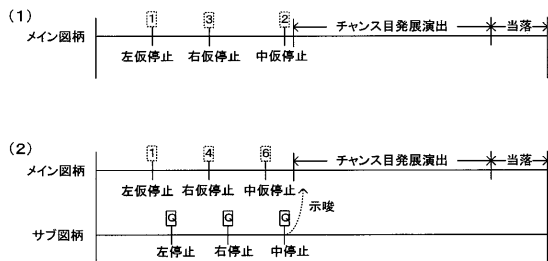 (1)
1 3 2 チャンス目発展演出 当落
メイン図柄
左仮停止 右仮停止 中仮停止
(2)
1 4 6 チャンス目発展演出 当落
メイン図柄
左仮停止 右仮停止 中仮停止 示唆
Q Q Q
サブ図柄
左停止 右停止 中停止